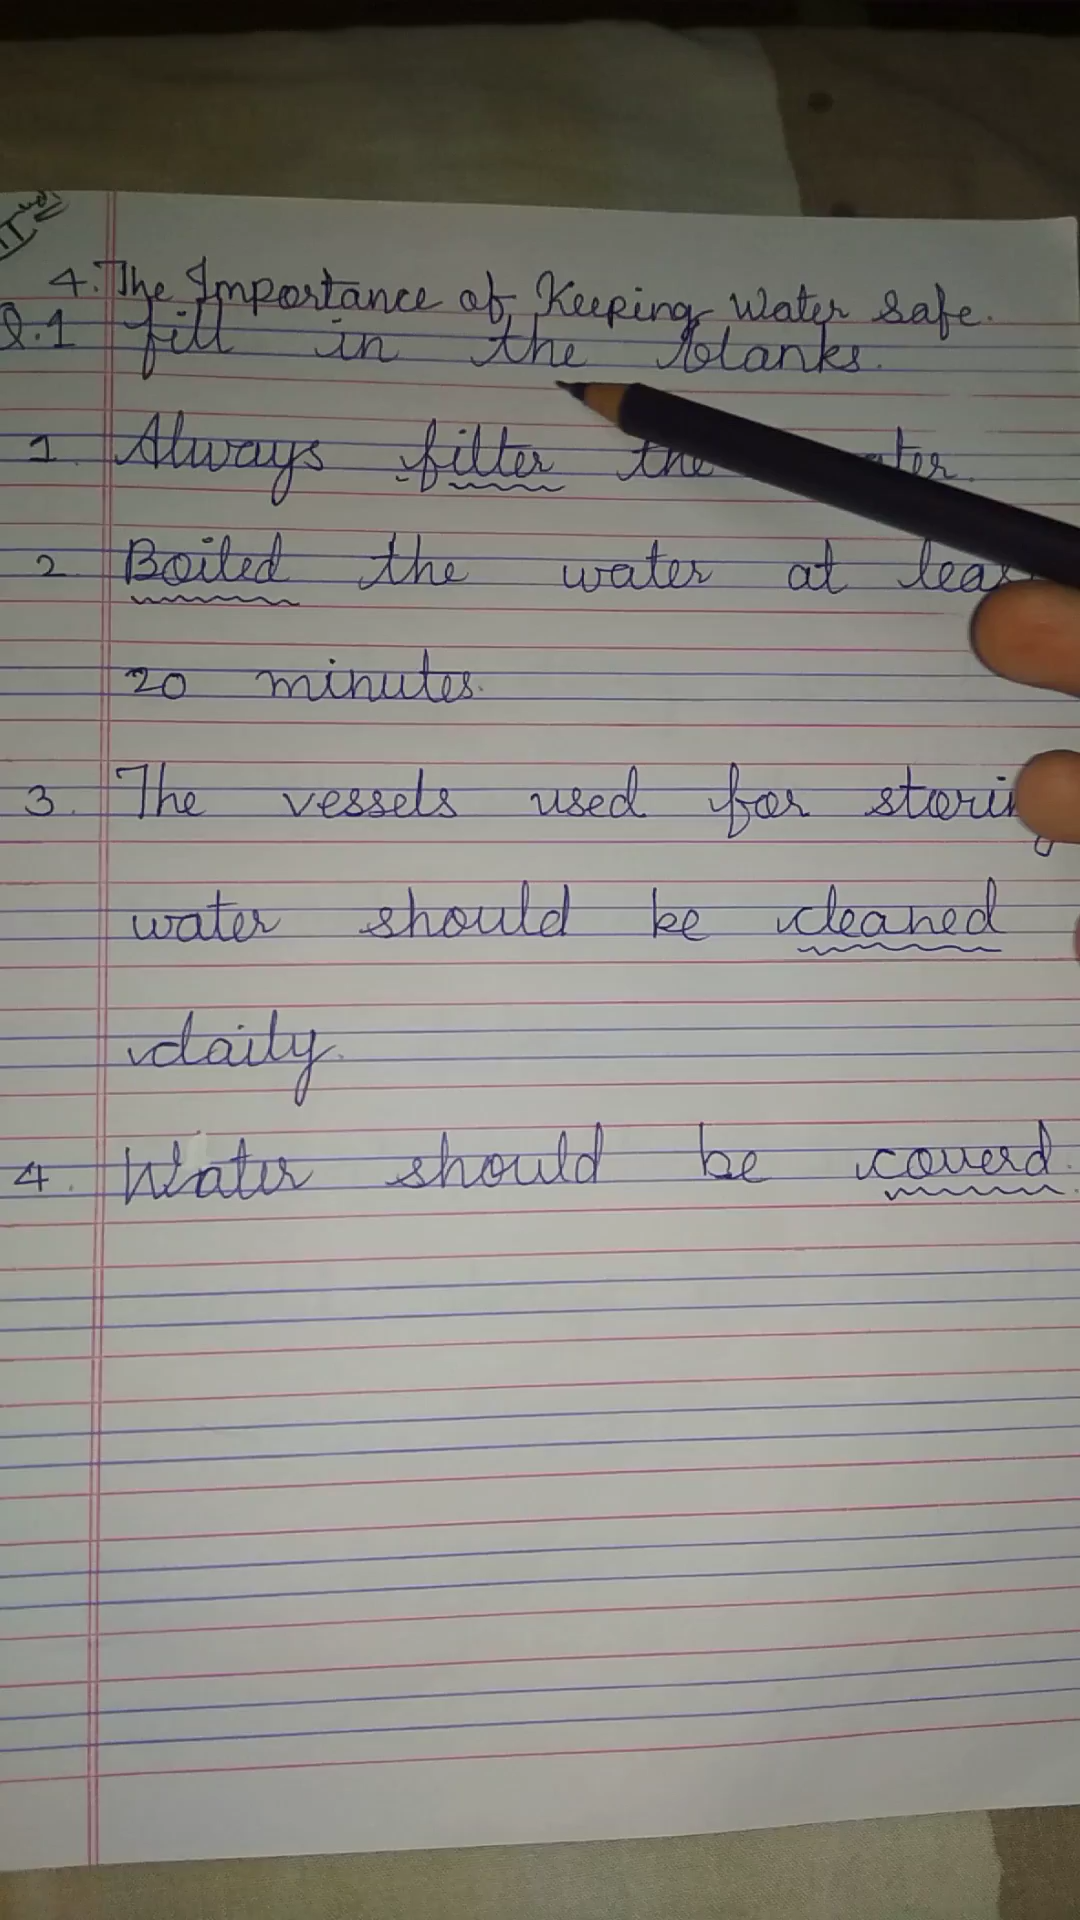 4. The Importance of Keeping Water Safe.
Q.1 fill in the blanks.
1 Always filter the
2 Boiled the water at
20 minutes.
3. The vessels used for
water should be cleaned
daily.
4. Water should be coverd.